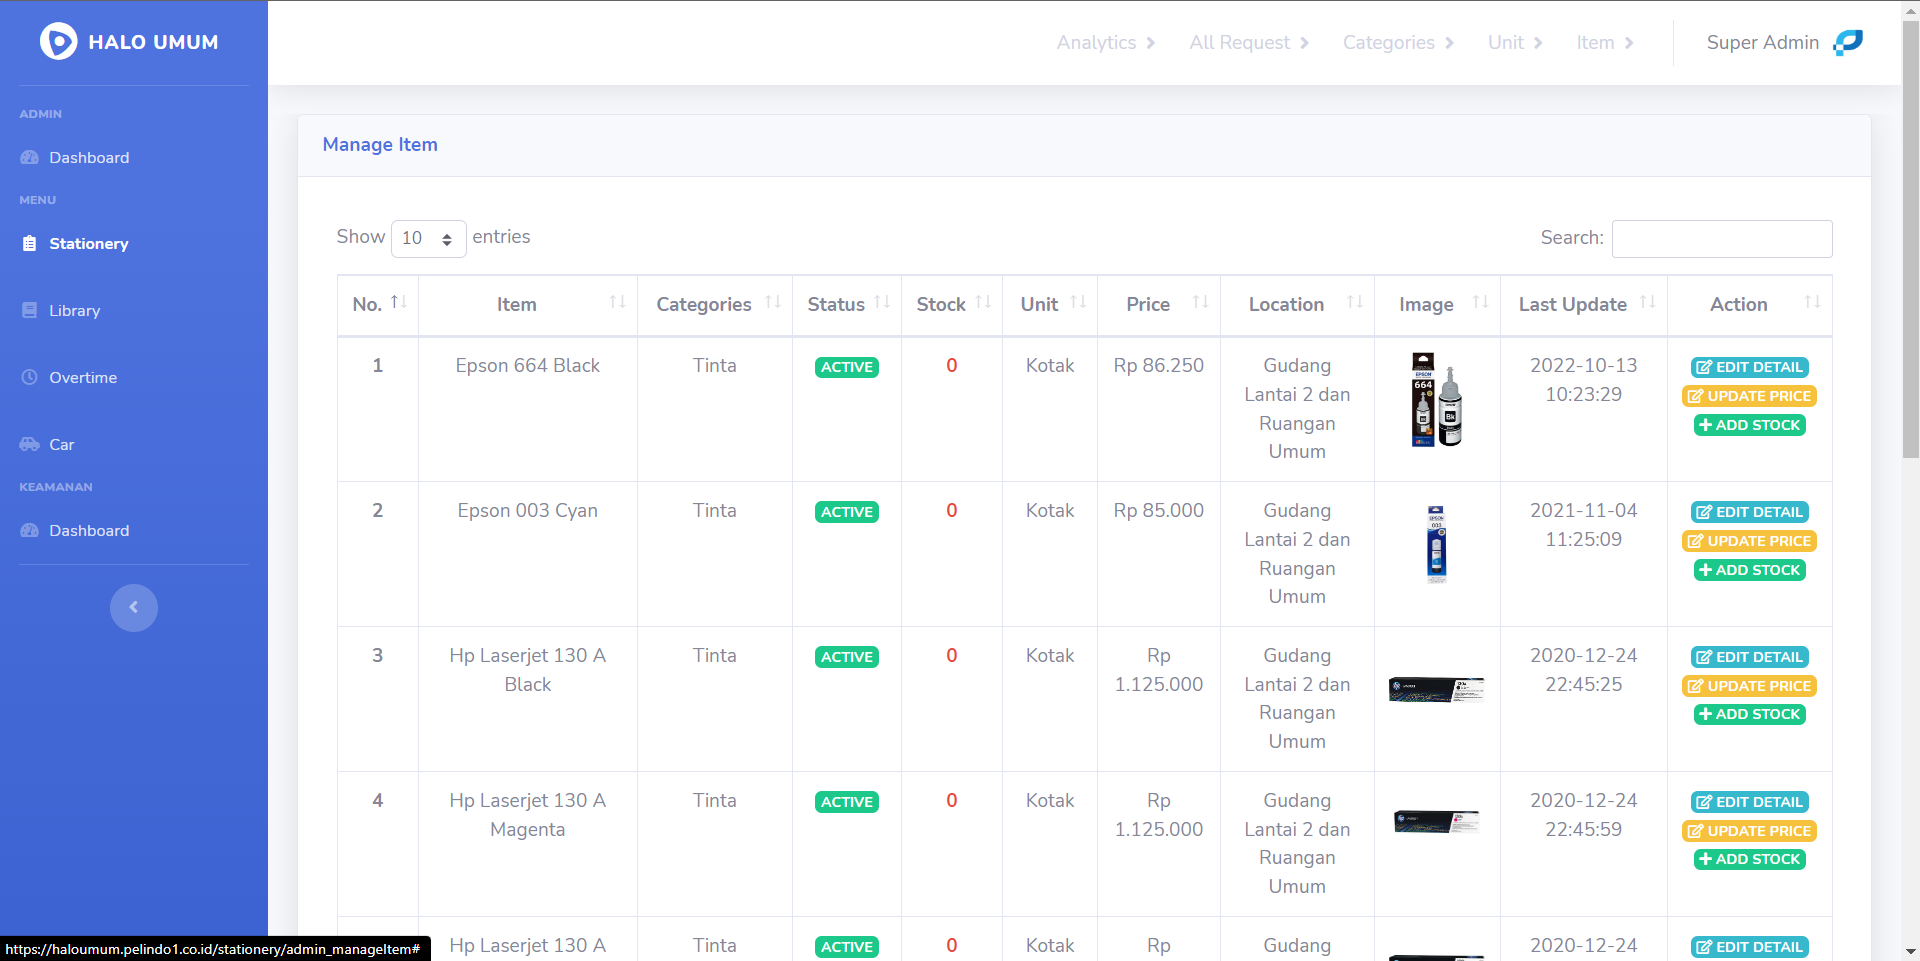 HALO UMUM
Analytics
All Request
Categories
Unit
Item
Super Admin
ADMIN
Dashboard
MENU
Stationery
Library
Overtime
Car
KEAMANAN
Dashboard
Manage Item
Show 10 entries
Search:
No. Item Categories Status Stock Unit Price Location Image Last Update Action
1 Epson 664 Black Tinta ACTIVE 0 Kotak Rp 86.250 Gudang 2022-10-13 EDIT DETAIL
Lantai 2 dan 10:23:29 UPDATE PRICE
Ruangan ADD STOCK
Umum
EPSON
664
Bk
2 Epson 003 Cyan Tinta ACTIVE 0 Kotak Rp 85.000 Gudang 2021-11-04 EDIT DETAIL
Lantai 2 dan 11:25:09 UPDATE PRICE
Ruangan ADD STOCK
Umum
EPSON
003
3 Hp Laserjet 130 A Tinta ACTIVE 0 Kotak Rp Gudang 2020-12-24 EDIT DETAIL
Black 1.125.000 Lantai 2 dan 22:45:25 UPDATE PRICE
Ruangan ADD STOCK
Umum
4 Hp Laserjet 130 A Tinta ACTIVE 0 Kotak Rp Gudang 2020-12-24 EDIT DETAIL
Magenta 1.125.000 Lantai 2 dan 22:45:59 UPDATE PRICE
Ruangan ADD STOCK
Umum
Hp Laserjet 130 A Tinta ACTIVE 0 Kotak Rp Gudang 2020-12-24 EDIT DETAIL
https://haloumum.pelindo1.co.id/stationery/admin_manageItem#